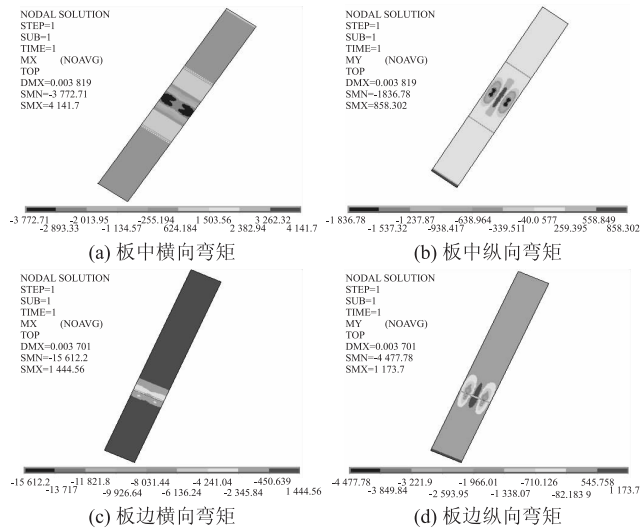 NODAL SOLUTION
STEP=1
SUB=1
TIME=1
MX (NOAVG)
TOP
DMX=0.003 819
SMN=-3 772.71
SMX=4 141.7
-3 772.71 -2 013.95 -255.194 1 503.56 3 262.32
-2 893.33 -1 134.57 624.184 2 382.94 4 141.7
(a) 板中横向弯矩
NODAL SOLUTION
STEP=1
SUB=1
TIME=1
MY (NOAVG)
TOP
DMX=0.003 819
SMN=-1836.78
SMX=858.302
-1 836.78 -1 237.87 -638.964 -40.0 577 558.849
-1 537.32 -938.417 -339.511 259.395 858.302
(b) 板中纵向弯矩
NODAL SOLUTION
STEP=1
SUB=1
TIME=1
MX (NOAVG)
TOP
DMX=0.003 701
SMN=-15 612.2
SMX=1 444.56
-15 612.2 -11 821.8 -8 031.44 -4 241.04 -450.639
-13 717 -9 926.64 -6 136.24 -2 345.84 1 444.56
(c) 板边横向弯矩
NODAL SOLUTION
STEP=1
SUB=1
TIME=1
MY (NOAVG)
TOP
DMX=0.003 701
SMN=-4 477.78
SMX=1 173.7
-4 477.78 -3 221.9 -1 966.01 -710.126 545.758
-3 849.84 -2 593.95 -1 338.07 -82.183 9 1 173.7
(d) 板边纵向弯矩